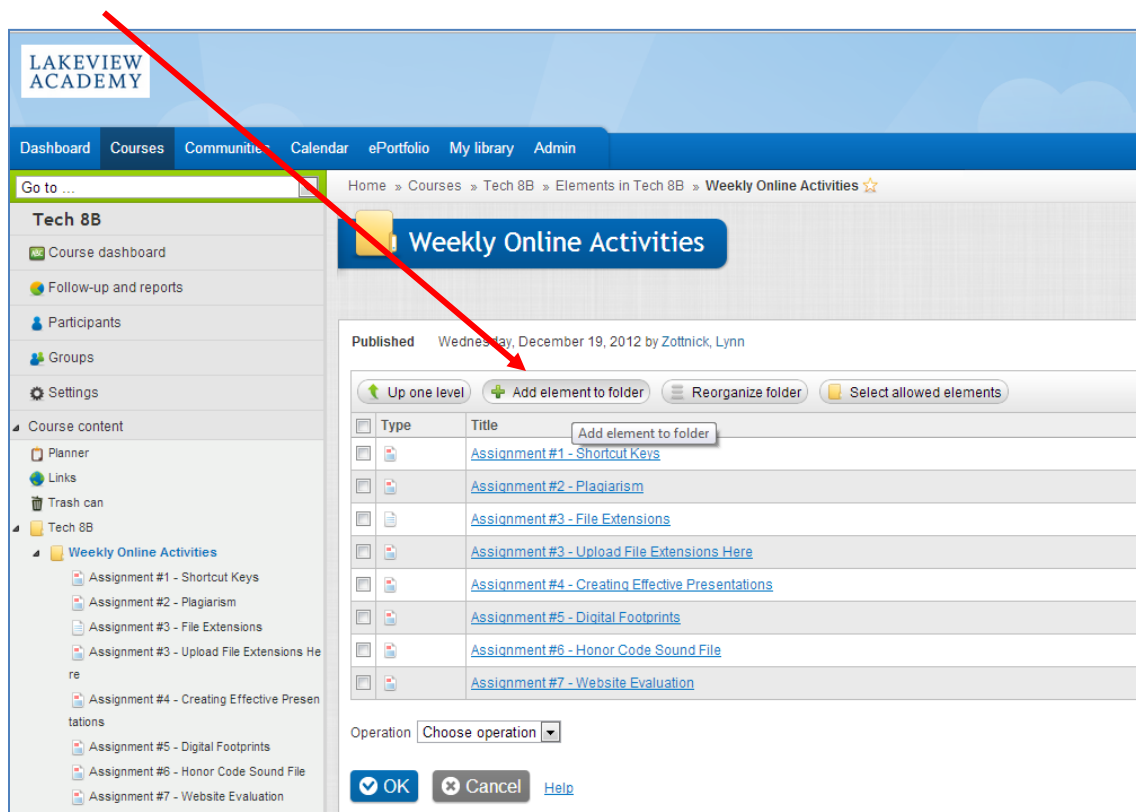 LAKEVIEW
ACADEMY
Dashboard Courses Communities Calendar ePortfolio My library Admin
Go to ...
Home » Courses » Tech 8B » Elements in Tech 8B » Weekly Online Activities
Tech 8B
Course dashboard
Follow-up and reports
Participants
Groups
Settings
Course content
Planner
Links
Trash can
Tech 8B
Weekly Online Activities
Assignment #1 - Shortcut Keys
Assignment #2 - Plagiarism
Assignment #3 - File Extensions
Assignment #3 - Upload File Extensions He
re
Assignment #4 - Creating Effective Presen
tations
Assignment #5 - Digital Footprints
Assignment #6 - Honor Code Sound File
Assignment #7 - Website Evaluation
Weekly Online Activities
Published Wednesday, December 19, 2012 by Zottnick, Lynn
Up one level Add element to folder Reorganize folder Select allowed elements
Type Title
Add element to folder
Assignment #1 - Shortcut Keys
Assignment #2 - Plagiarism
Assignment #3 - File Extensions
Assignment #3 - Upload File Extensions Here
Assignment #4 - Creating Effective Presentations
Assignment #5 - Digital Footprints
Assignment #6 - Honor Code Sound File
Assignment #7 - Website Evaluation
Operation Choose operation
OK Cancel Help